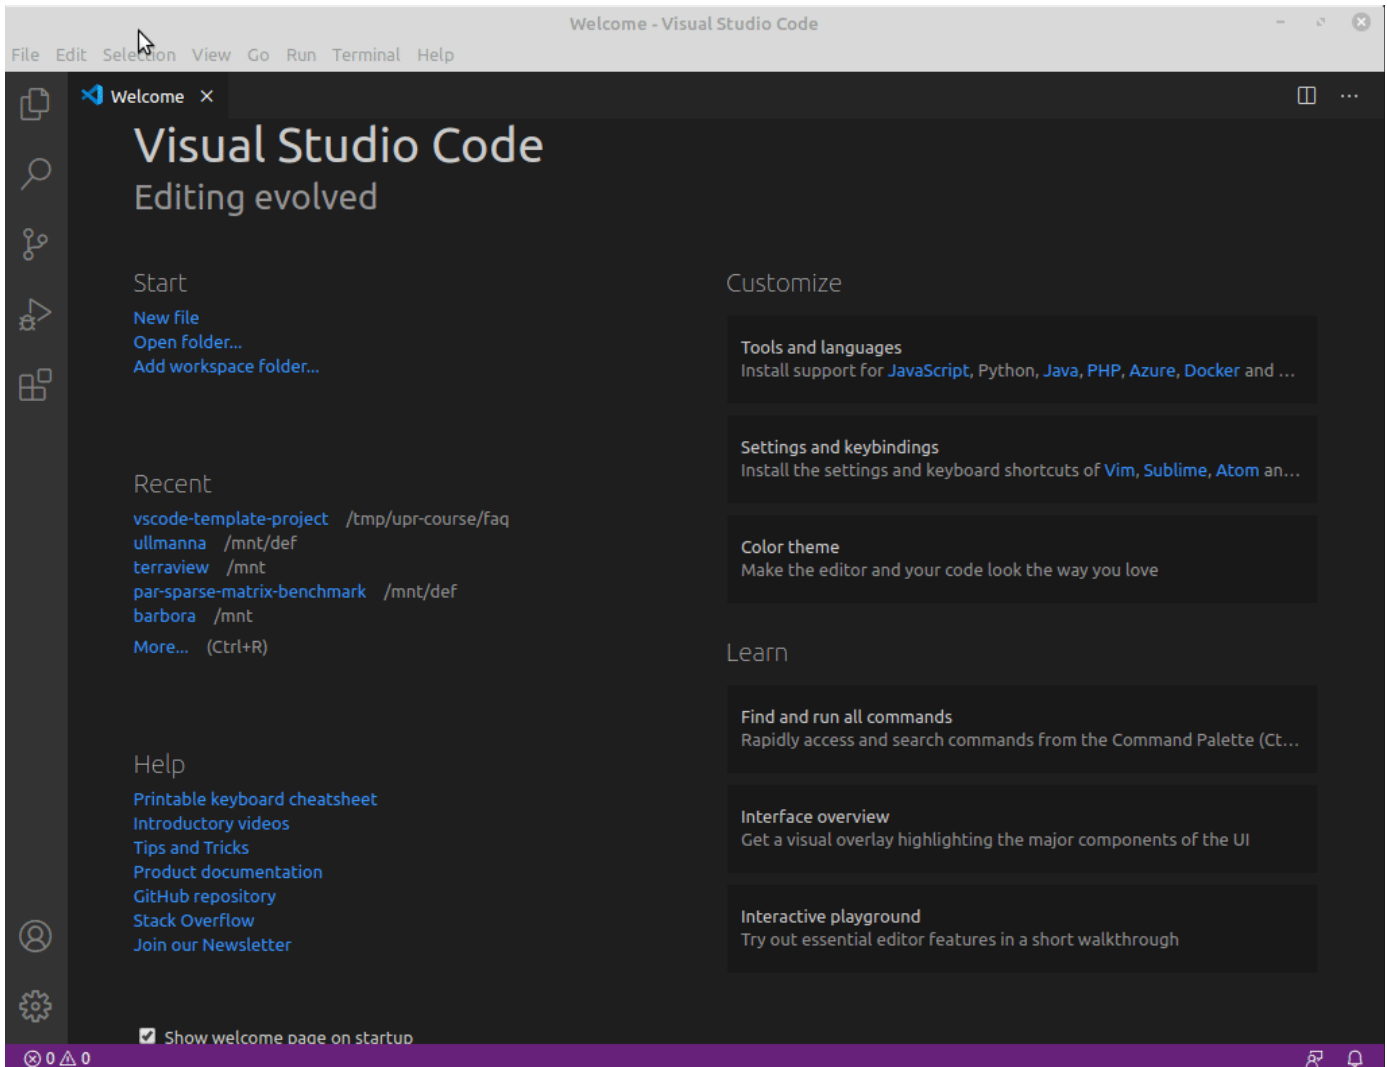 Welcome - Visual Studio Code
File Edit Selection View Go Run Terminal Help
Welcome
Visual Studio Code
Editing evolved
Start
New file
Open folder...
Add workspace folder...
Recent
vscode-template-project /tmp/upr-course/faq
ullmanna /mnt/def
terraview /mnt
par-sparse-matrix-benchmark /mnt/def
barbora /mnt
More... (Ctrl+R)
Help
Printable keyboard cheatsheet
Introductory videos
Tips and Tricks
Product documentation
GitHub repository
Stack Overflow
Join our Newsletter
Show welcome page on startup
Customize
Tools and languages
Install support for JavaScript, Python, Java, PHP, Azure, Docker and ...
Settings and keybindings
Install the settings and keyboard shortcuts of Vim, Sublime, Atom an...
Color theme
Make the editor and your code look the way you love
Learn
Find and run all commands
Rapidly access and search commands from the Command Palette (Ct...
Interface overview
Get a visual overlay highlighting the major components of the UI
Interactive playground
Try out essential editor features in a short walkthrough
0 0